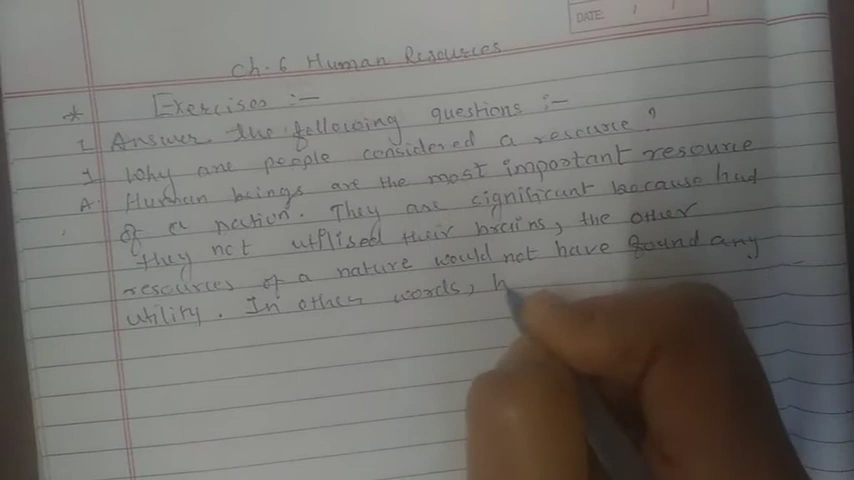 DATE: / /
Ch. 6 Human Resources
* Exercises :-
I Answer the following questions :-
1 Why are people considered a resource?
A. Human beings are the most important resource
of a nation. They are significant because had
they not utilised their brains, the other
resources of a nature would not have found any
utility. In other words, h